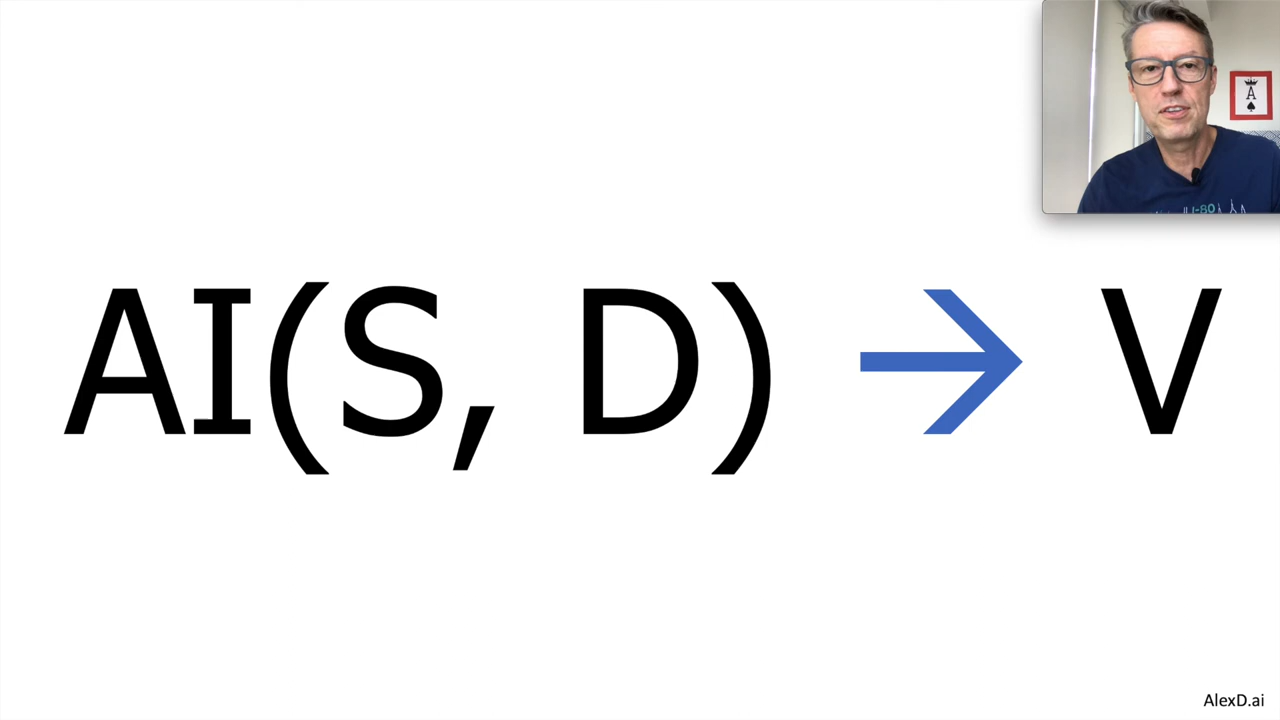 A
AI(S, D) → V
AlexD.ai